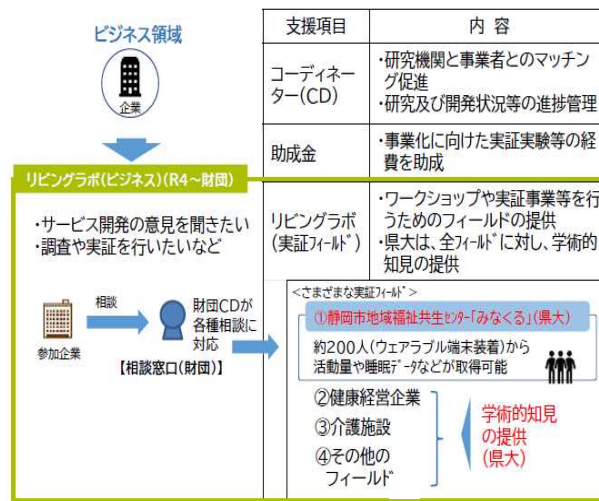 ビジネス領域
企業
支援項目
内 容
コーディネー
ター(CD)
・研究機関と事業者とのマッチン
グ促進
・研究及び開発状況等の進捗管理
助成金
・事業化に向けた実証実験等の経
費を助成
リビングラボ(ビジネス)(R4～財団)
・サービス開発の意見を聞きたい
・調査や実証を行いたいなど
リビングラボ
(実証フィールド)
・ワークショップや実証事業等を行
うためのフィールドの提供
・県大は、全フィールドに対し、学術的
知見の提供
参加企業
相談
財団CDが
各種相談に
対応
【相談窓口(財団)】
<さまざまな実証フィールド>
①静岡市地域福祉共生センター「みなくる」(県大)
約200人(ウェアラブル端末装着)から
活動量や睡眠データなどが取得可能
②健康経営企業
③介護施設
④その他の
フィールド
学術的知見
の提供
(県大)